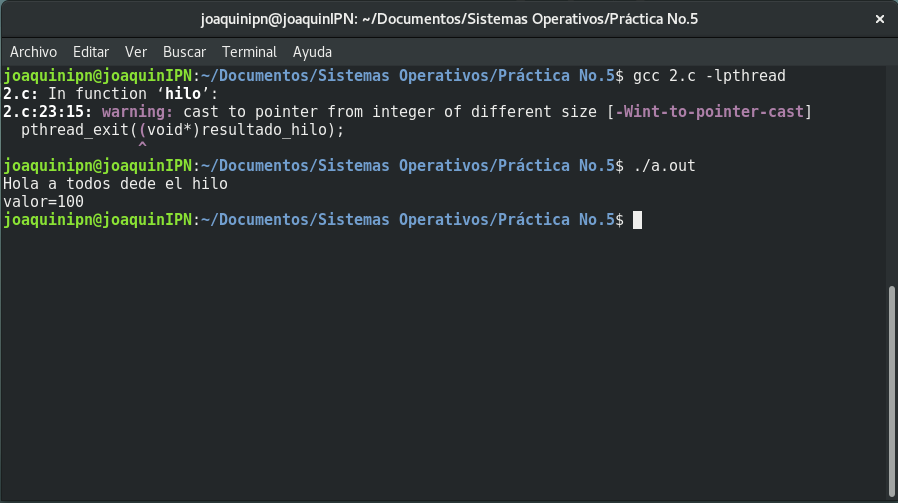 joaquinipn@joaquinIPN: ~/Documentos/Sistemas Operativos/Práctica No.5 ×
Archivo Editar Ver Buscar Terminal Ayuda
joaquinipn@joaquinIPN:~/Documentos/Sistemas Operativos/Práctica No.5$ gcc 2.c -lpthread
2.c: In function ‘hilo’:
2.c:23:15: warning: cast to pointer from integer of different size [-Wint-to-pointer-cast]
  pthread_exit((void*)resultado_hilo);
               ^
joaquinipn@joaquinIPN:~/Documentos/Sistemas Operativos/Práctica No.5$ ./a.out
Hola a todos dede el hilo
valor=100
joaquinipn@joaquinIPN:~/Documentos/Sistemas Operativos/Práctica No.5$